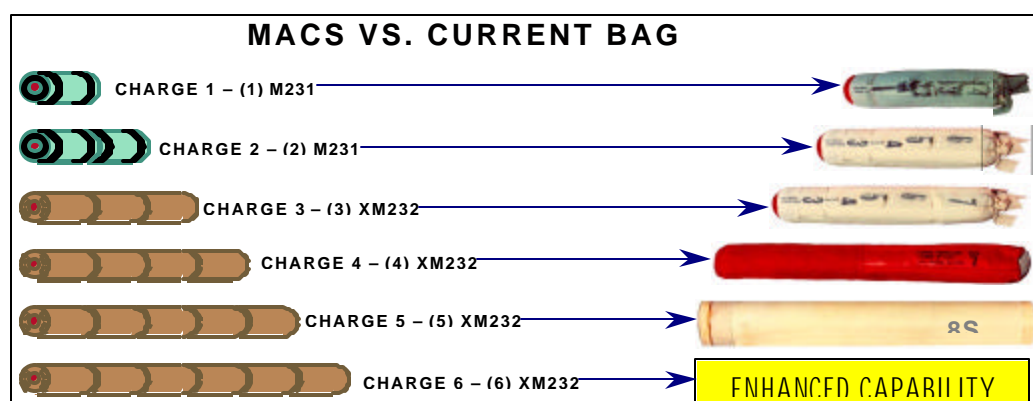 MACS VS. CURRENT BAG
CHARGE 1 – (1) M231
CHARGE 2 – (2) M231
CHARGE 3 – (3) XM232
CHARGE 4 – (4) XM232
CHARGE 5 – (5) XM232
8S
CHARGE 6 – (6) XM232
ENHANCED CAPABILITY